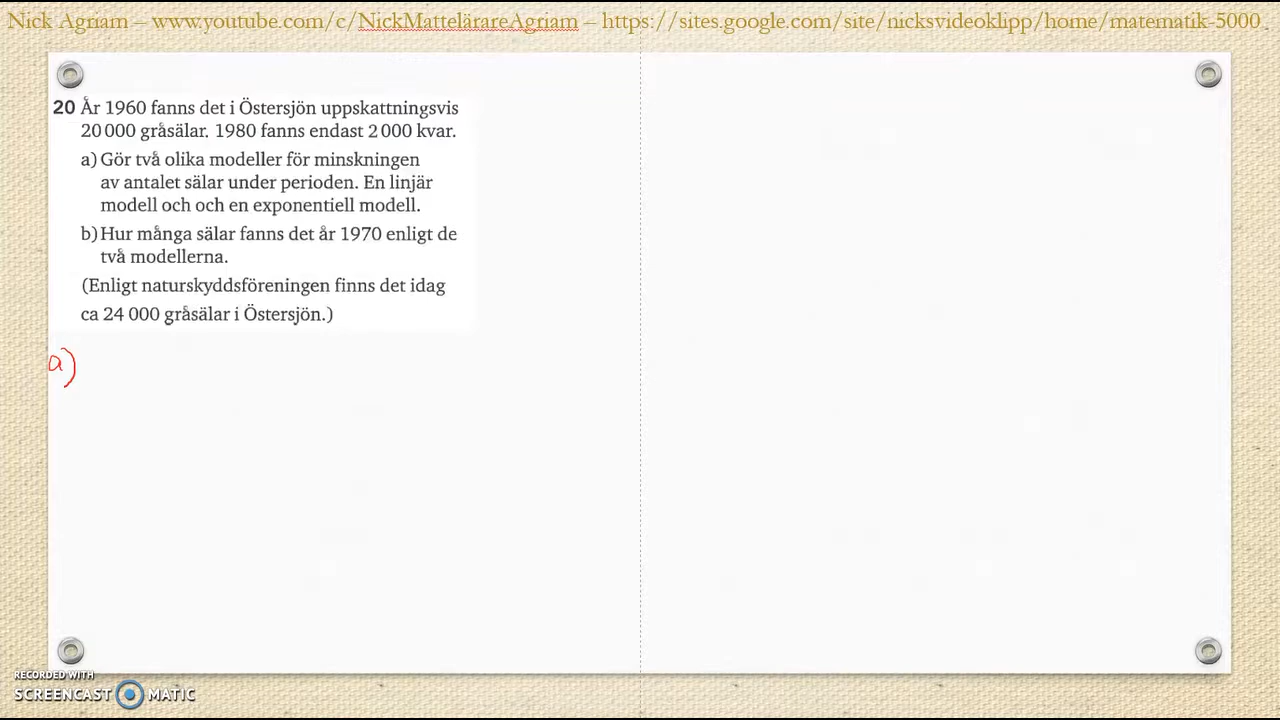 Nick Agriam – www.youtube.com/c/NickMattelärareAgriam – https://sites.google.com/site/nicksvideoklipp/home/matematik-5000
20 År 1960 fanns det i Östersjön uppskattningsvis
20 000 gråsälar. 1980 fanns endast 2 000 kvar.
a) Gör två olika modeller för minskningen
av antalet sälar under perioden. En linjär
modell och och en exponentiell modell.
b) Hur många sälar fanns det år 1970 enligt de
två modellerna.
(Enligt naturskyddsföreningen finns det idag
ca 24 000 gråsälar i Östersjön.)
a)
RECORDED WITH
SCREENCAST MATIC